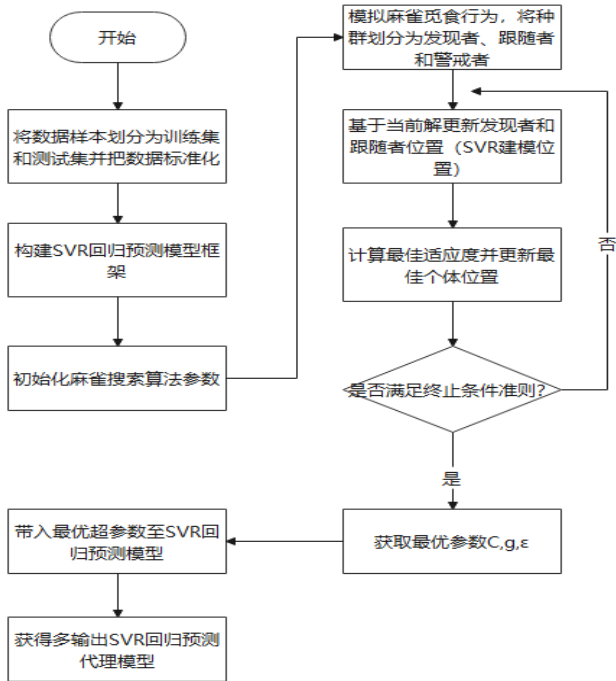 开始
将数据样本划分为训练集
和测试集并把数据标准化
构建SVR回归预测模型框
架
初始化麻雀搜索算法参数
模拟麻雀觅食行为，将种
群划分为发现者、跟随者
和警戒者
基于当前解更新发现者和
跟随者位置（SVR建模位
置）
计算最佳适应度并更新最
佳个体位置
是否满足终止条件准则?
否
是
获取最优参数C,g,ε
带入最优超参数至SVR回
归预测模型
获得多输出SVR回归预测
代理模型